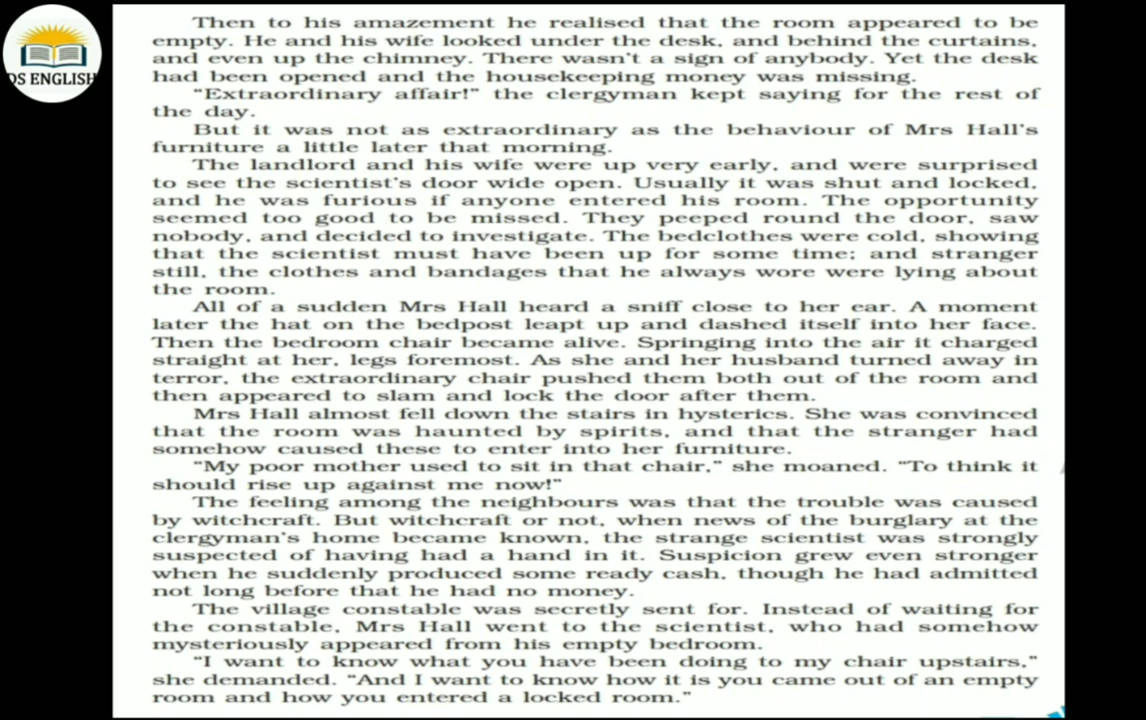 Then to his amazement he realised that the room appeared to be
empty. He and his wife looked under the desk, and behind the curtains,
and even up the chimney. There wasn't a sign of anybody. Yet the desk
had been opened and the housekeeping money was missing.
"Extraordinary affair!" the clergyman kept saying for the rest of
the day.
But it was not as extraordinary as the behaviour of Mrs Hall's
furniture a little later that morning.
The landlord and his wife were up very early, and were surprised
to see the scientist's door wide open. Usually it was shut and locked,
and he was furious if anyone entered his room. The opportunity
seemed too good to be missed. They peeped round the door, saw
nobody, and decided to investigate. The bedclothes were cold, showing
that the scientist must have been up for some time; and stranger
still, the clothes and bandages that he always wore were lying about
the room.
All of a sudden Mrs Hall heard a sniff close to her ear. A moment
later the hat on the bedpost leapt up and dashed itself into her face.
Then the bedroom chair became alive. Springing into the air it charged
straight at her, legs foremost. As she and her husband turned away in
terror, the extraordinary chair pushed them both out of the room and
then appeared to slam and lock the door after them.
Mrs Hall almost fell down the stairs in hysterics. She was convinced
that the room was haunted by spirits, and that the stranger had
somehow caused these to enter into her furniture.
"My poor mother used to sit in that chair," she moaned. "To think it
should rise up against me now!"
The feeling among the neighbours was that the trouble was caused
by witchcraft. But witchcraft or not, when news of the burglary at the
clergyman's home became known, the strange scientist was strongly
suspected of having had a hand in it. Suspicion grew even stronger
when he suddenly produced some ready cash, though he had admitted
not long before that he had no money.
The village constable was secretly sent for. Instead of waiting for
the constable, Mrs Hall went to the scientist, who had somehow
mysteriously appeared from his empty bedroom.
"I want to know what you have been doing to my chair upstairs,"
she demanded. "And I want to know how it is you came out of an empty
room and how you entered a locked room."
DS ENGLISH